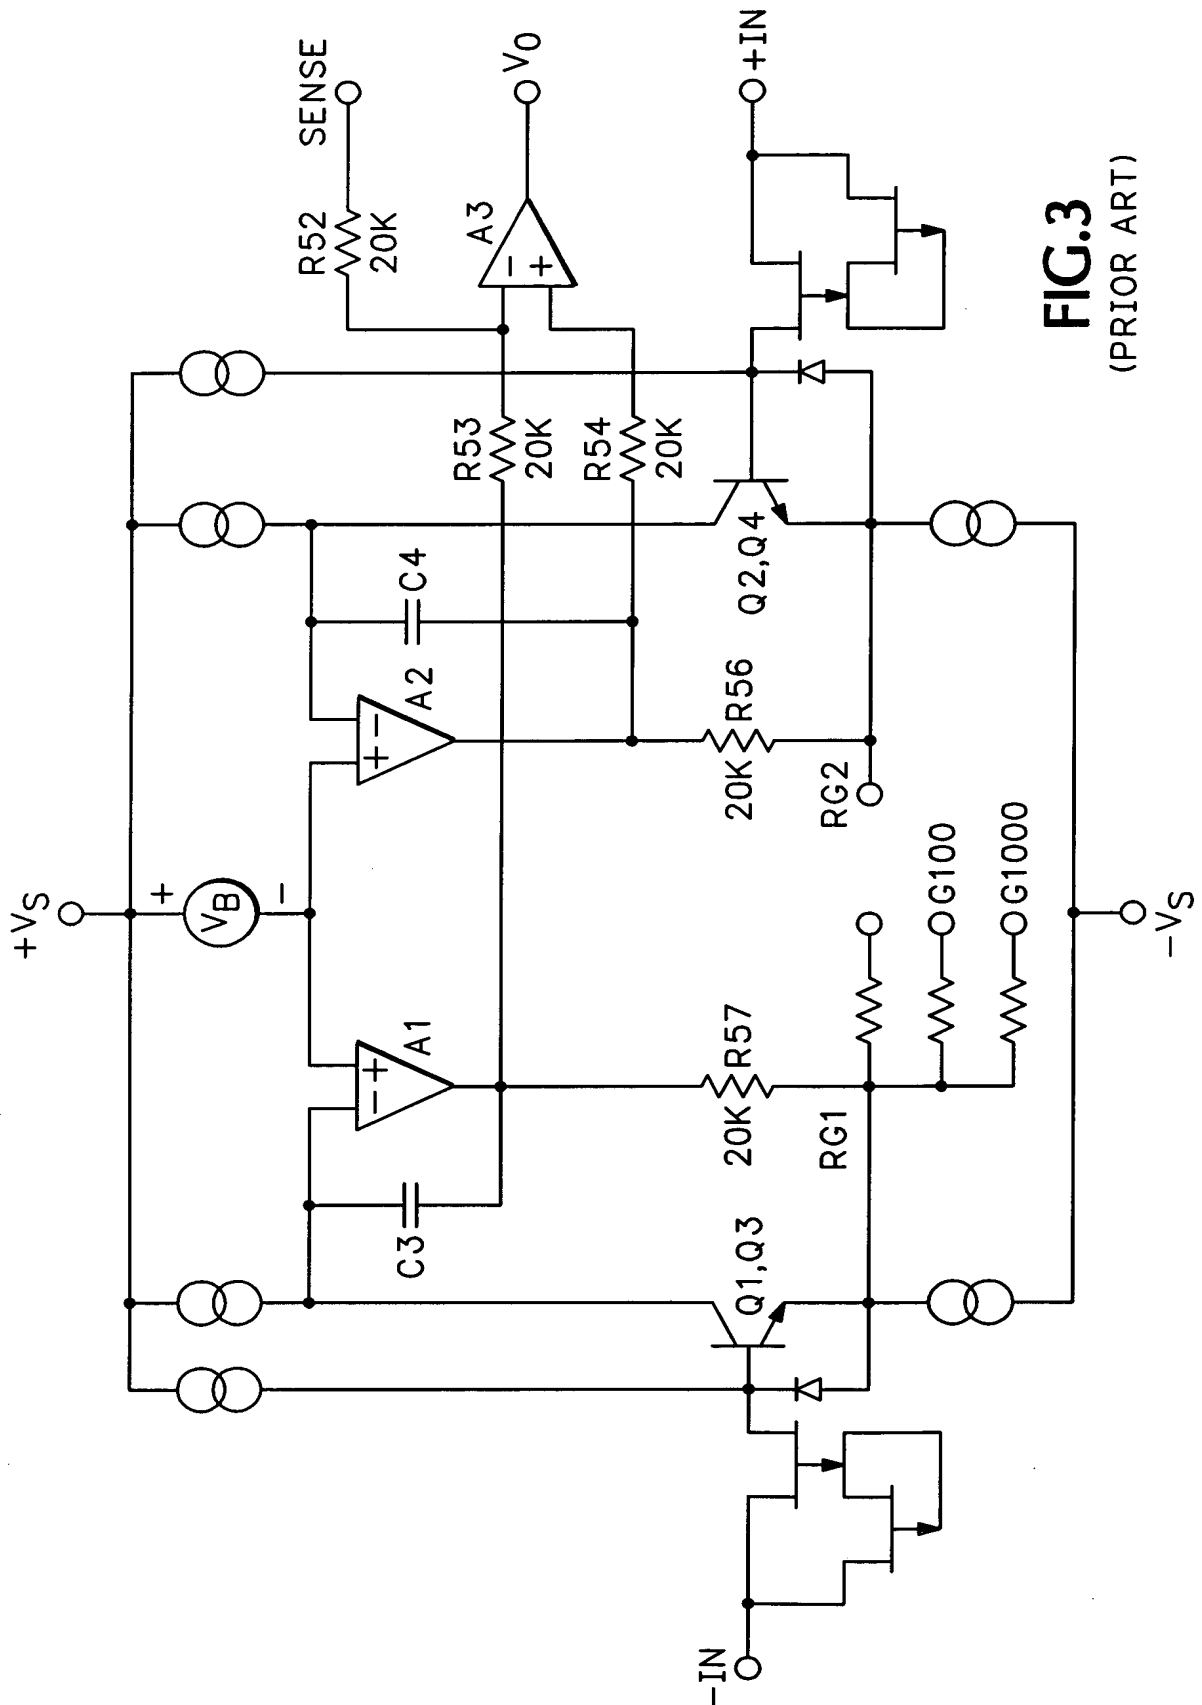 +VS
+
VB
-
SENSE
R52
20K
VO
A3
-
+
+IN
R53
20K
R54
20K
C4
A2
+
-
Q2,Q4
20K
R56
RG2
A1
-
+
C3
20K
R57
RG1
Q1,Q3
G100
G1000
-VS
-IN
FIG.3
(PRIOR ART)